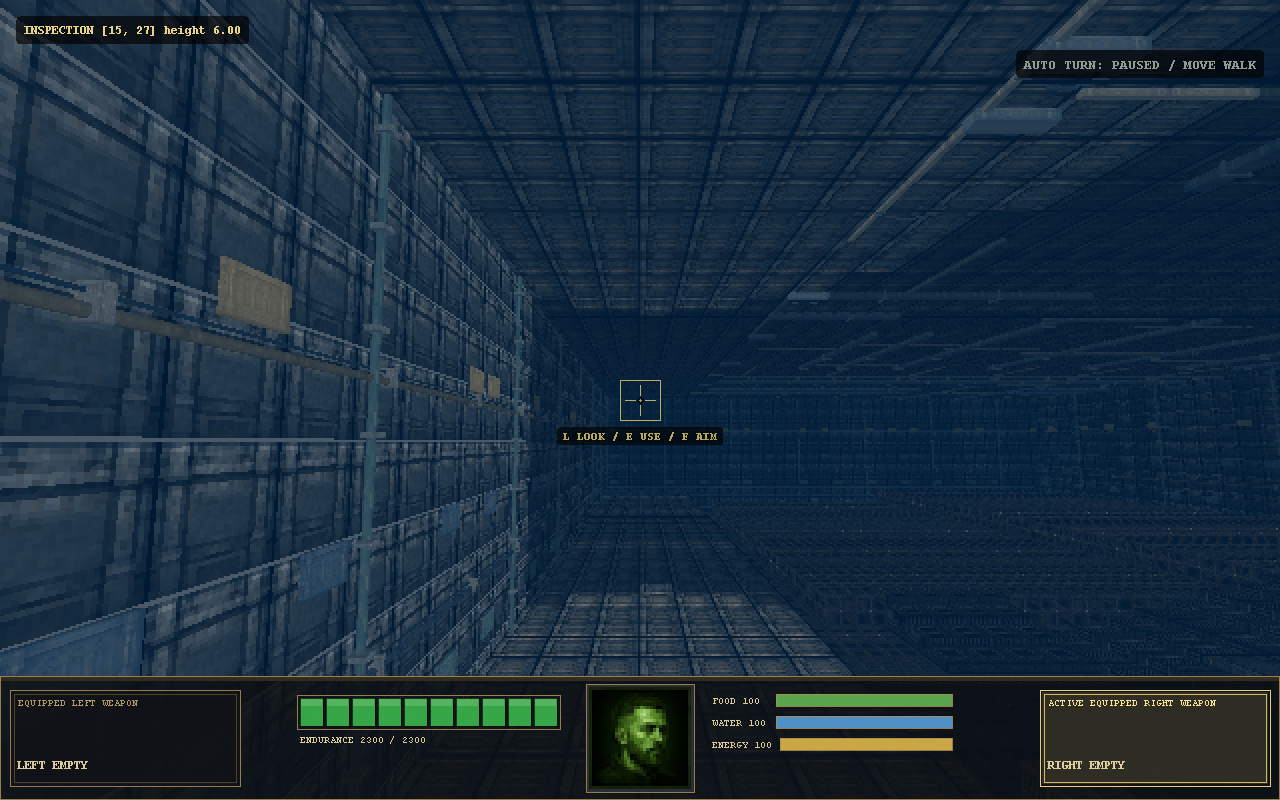 INSPECTION [15, 27] height 6.00
AUTO TURN: PAUSED / MOVE WALK
L LOOK / E USE / F AIM
EQUIPPED LEFT WEAPON
LEFT EMPTY
ENDURANCE 2300 / 2300
FOOD 100
WATER 100
ENERGY 100
ACTIVE EQUIPPED RIGHT WEAPON
RIGHT EMPTY